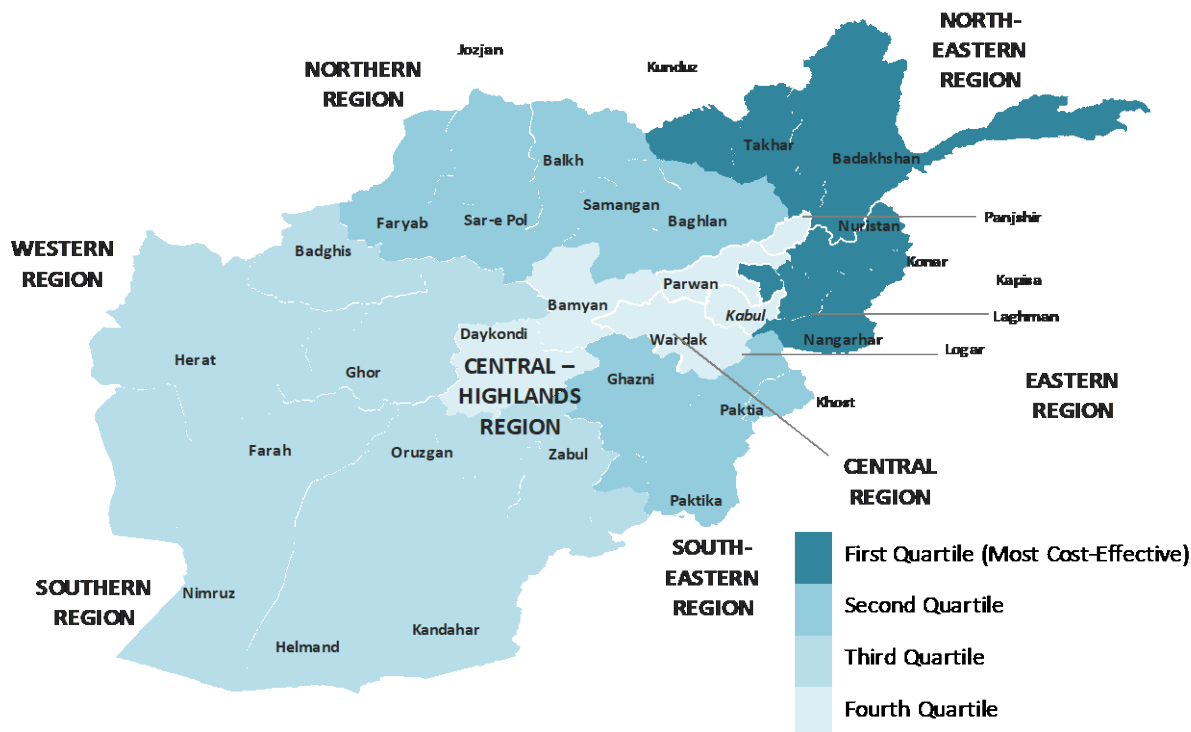 NORTH-
EASTERN
REGION
Jozjan
Kunduz
NORTHERN
REGION
Takhar
Badakhshan
Balkh
Samangan
Faryab
Sar-e Pol
Baghlan
Panjshir
Nuristan
WESTERN
REGION
Badghis
Konar
Kapisa
Parwan
Bamyan
Kabul
Laghman
Daykondi
Wardak
Nangarhar
Logar
Herat
Ghor
CENTRAL –
HIGHLANDS
REGION
Ghazni
EASTERN
REGION
Paktia
Khost
Farah
Oruzgan
Zabul
CENTRAL
REGION
Paktika
SOUTH-
EASTERN
REGION
SOUTHERN
REGION
Nimruz
Helmand
Kandahar
First Quartile (Most Cost-Effective)
Second Quartile
Third Quartile
Fourth Quartile